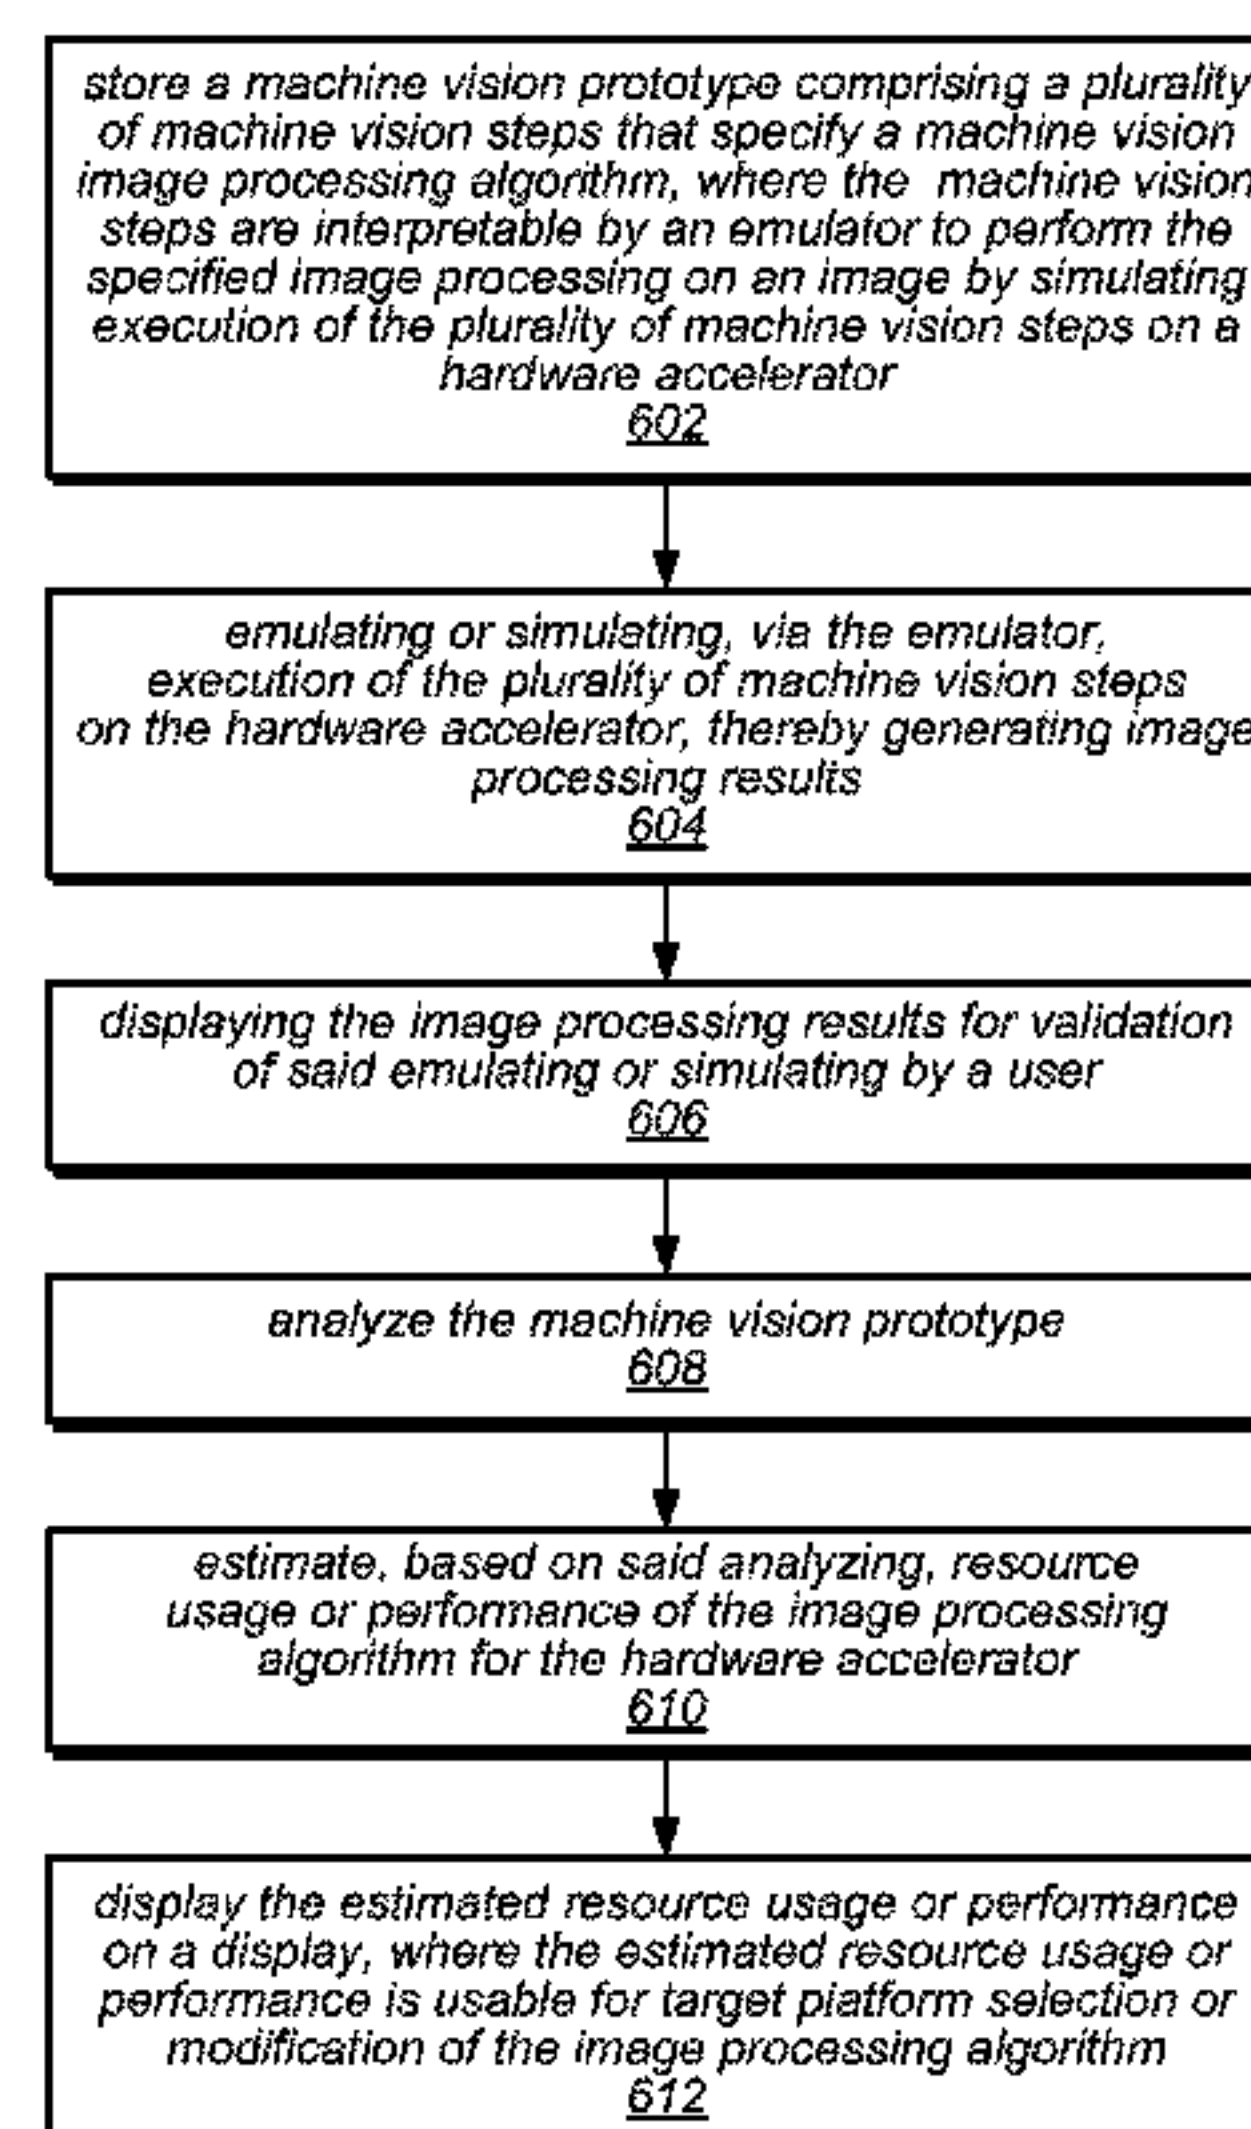 store a machine vision prototype comprising a plurality
of machine vision steps that specify a machine vision
image processing algorithm, where the machine vision
steps are interpretable by an emulator to perform the
specified image processing on an image by simulating
execution of the plurality of machine vision steps on a
hardware accelerator
602
emulating or simulating, via the emulator,
execution of the plurality of machine vision steps
on the hardware accelerator, thereby generating image
processing results
604
displaying the image processing results for validation
of said emulating or simulating by a user
606
analyze the machine vision prototype
608
estimate, based on said analyzing, resource
usage or performance of the image processing
algorithm for the hardware accelerator
610
display the estimated resource usage or performance
on a display, where the estimated resource usage or
performance is usable for target platform selection or
modification of the image processing algorithm
612